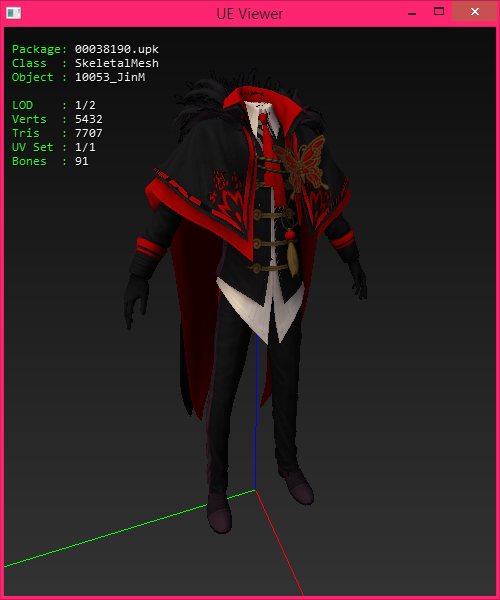 UE Viewer
Package: 00038190.upk
Class  : SkeletalMesh
Object : 10053_JinM
LOD    : 1/2
Verts  : 5432
Tris   : 7707
UV Set : 1/1
Bones  : 91